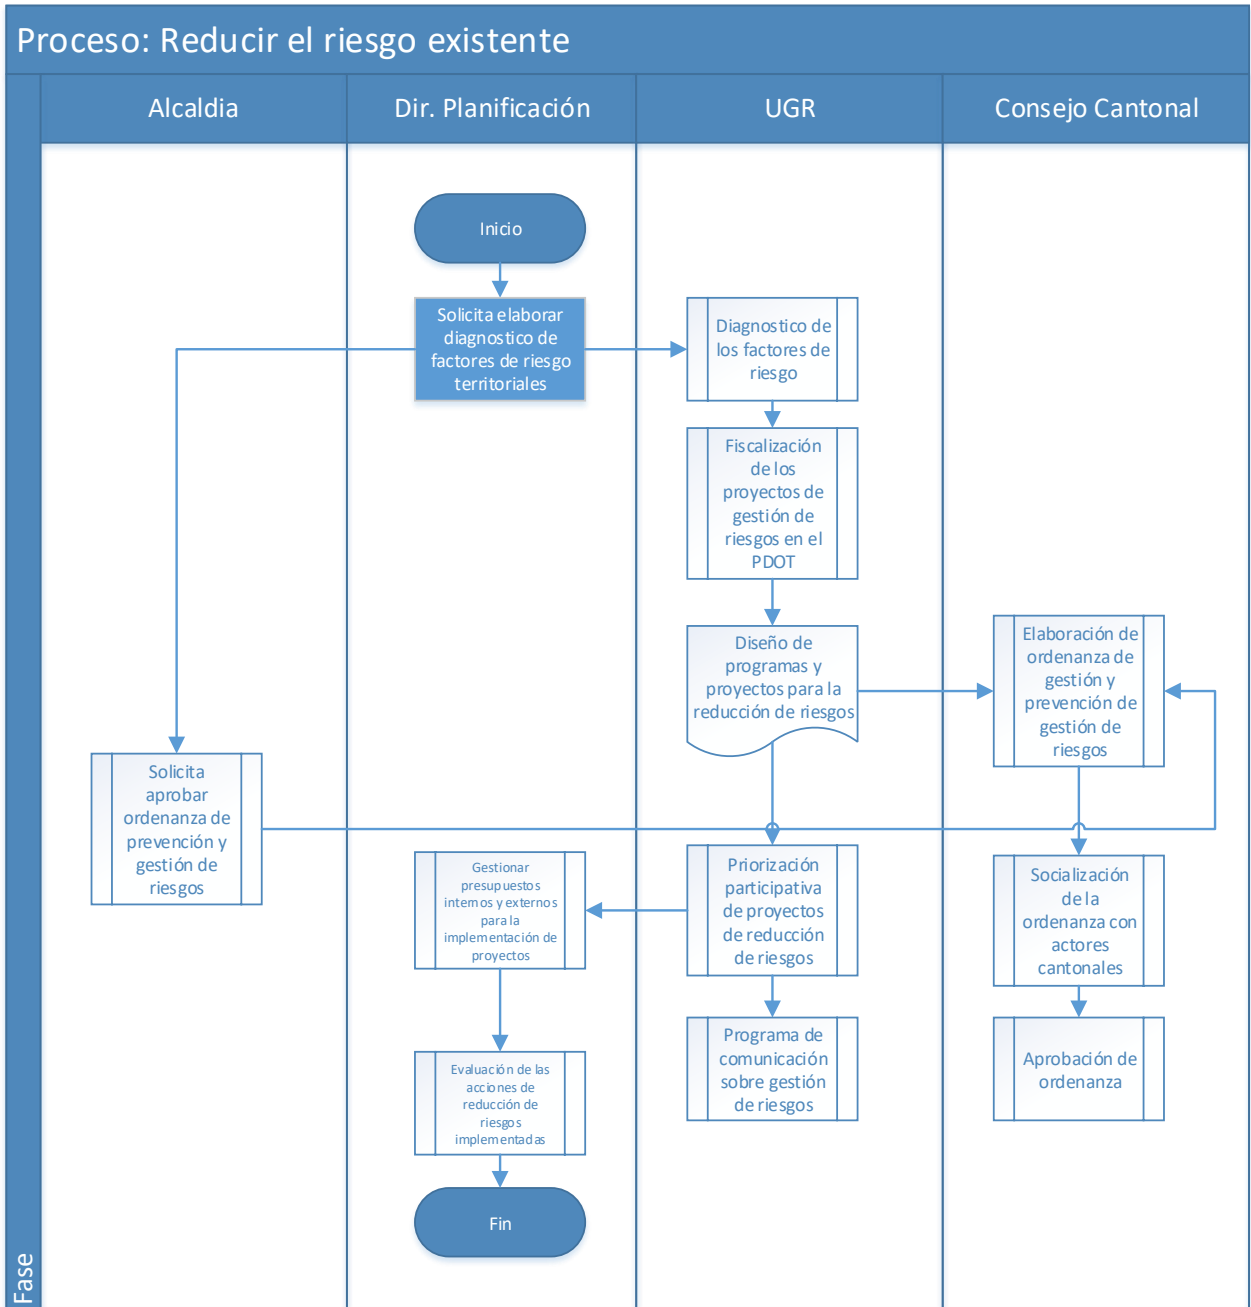 Proceso: Reducir el riesgo existente
Alcaldia
Dir. Planificación
UGR
Consejo Cantonal
Inicio
Solicita elaborar
diagnostico de
factores de riesgo
territoriales
Diagnostico de
los factores de
riesgo
Fiscalización
de los
proyectos de
gestión de
riesgos en el
PDOT
Diseño de
programas y
proyectos para la
reducción de riesgos
Elaboración de
ordenanza de
gestión y
prevención de
gestión de
riesgos
Solicita
aprobar
ordenanza de
prevención y
gestión de
riesgos
Gestionar
presupuestos
internos y externos
para la
implementación de
proyectos
Priorización
participativa
de proyectos
de reducción
de riesgos
Socialización
de la
ordenanza con
actores
cantonales
Evaluación de las
acciones de
reducción de
riesgos
implementadas
Programa de
comunicación
sobre gestión
de riesgos
Aprobación de
ordenanza
Fin
Fase